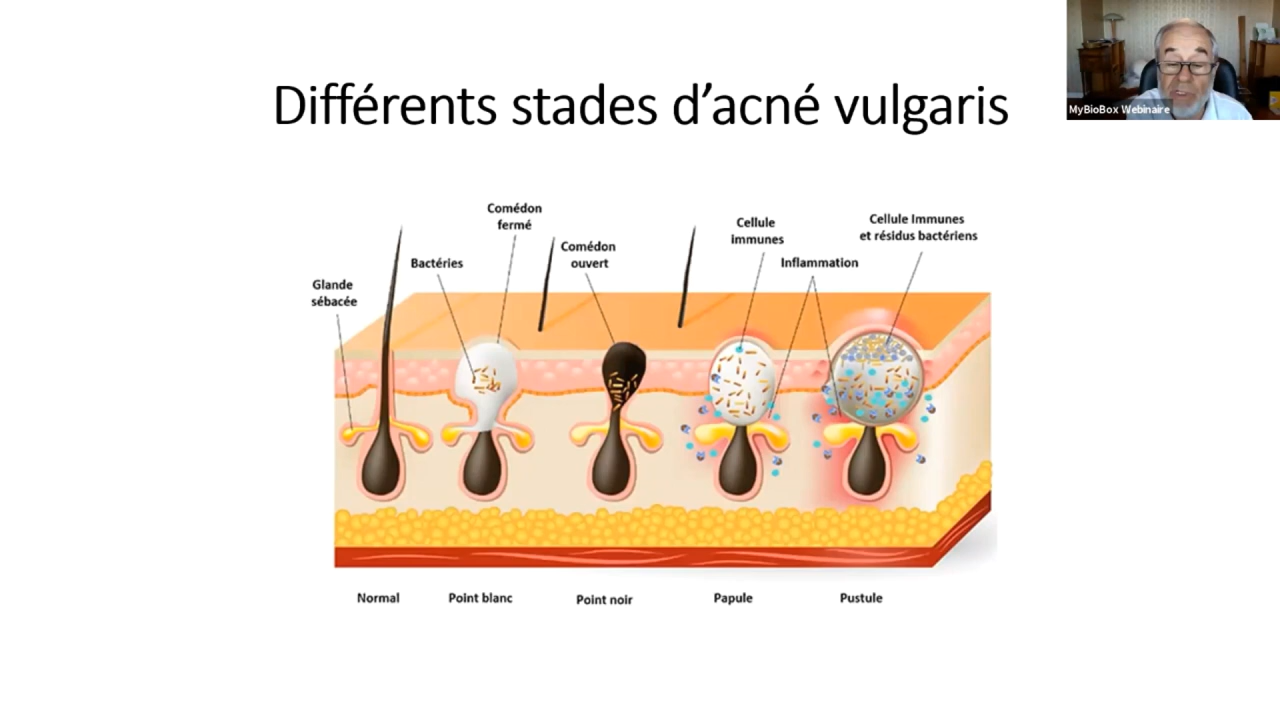 Différents stades d’acné vulgaris
MyBioBox Webinaire
Comédon
fermé
Cellule
immunes
Cellule Immunes
et résidus bactériens
Bactéries
Comédon
ouvert
Inflammation
Glande
sébacée
Normal
Point blanc
Point noir
Papule
Pustule